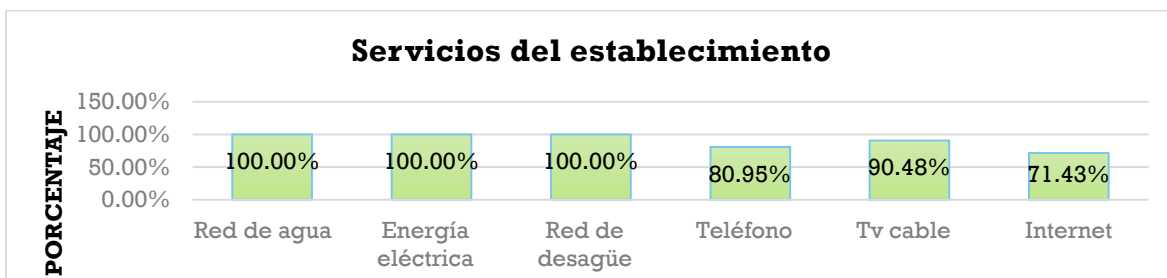 Servicios del establecimiento
PORCENTAJE
150.00%
100.00%
50.00%
0.00%
100.00% 100.00% 100.00% 80.95% 90.48% 71.43%
Red de agua Energía eléctrica Red de desagüe Teléfono Tv cable Internet